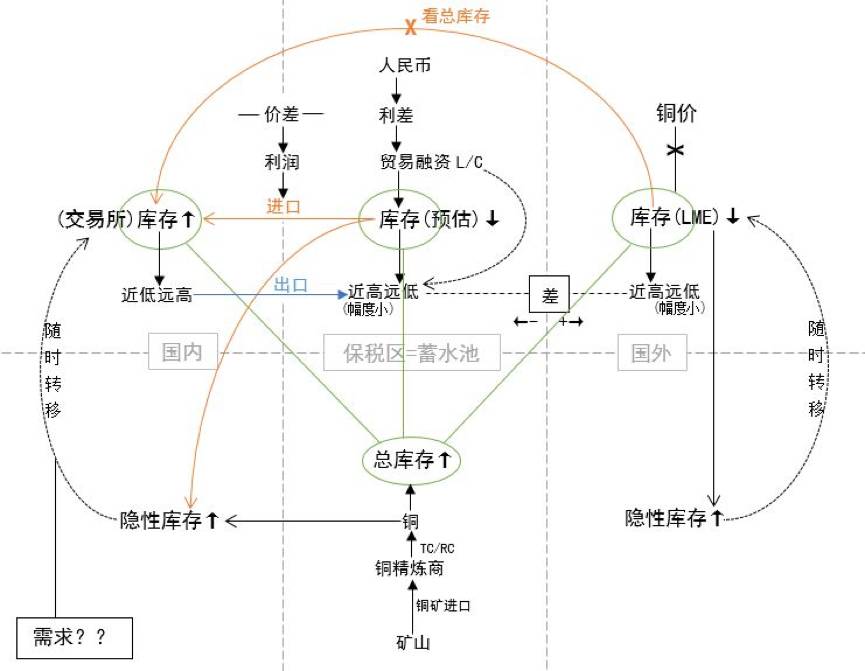 看总库存
人民币
价差
利差
铜价
利润
贸易融资 L/C
(交易所)库存↑
进口
库存(预估)↓
库存(LME)↓
近低远高
出口
近高远低
(幅度小)
差
←- +→
近高远低
(幅度小)
随时转移
国内
保税区=蓄水池
国外
随时转移
总库存↑
隐性库存↑
铜
隐性库存↑
TC/RC
铜精炼商
铜矿进口
矿山
需求？？